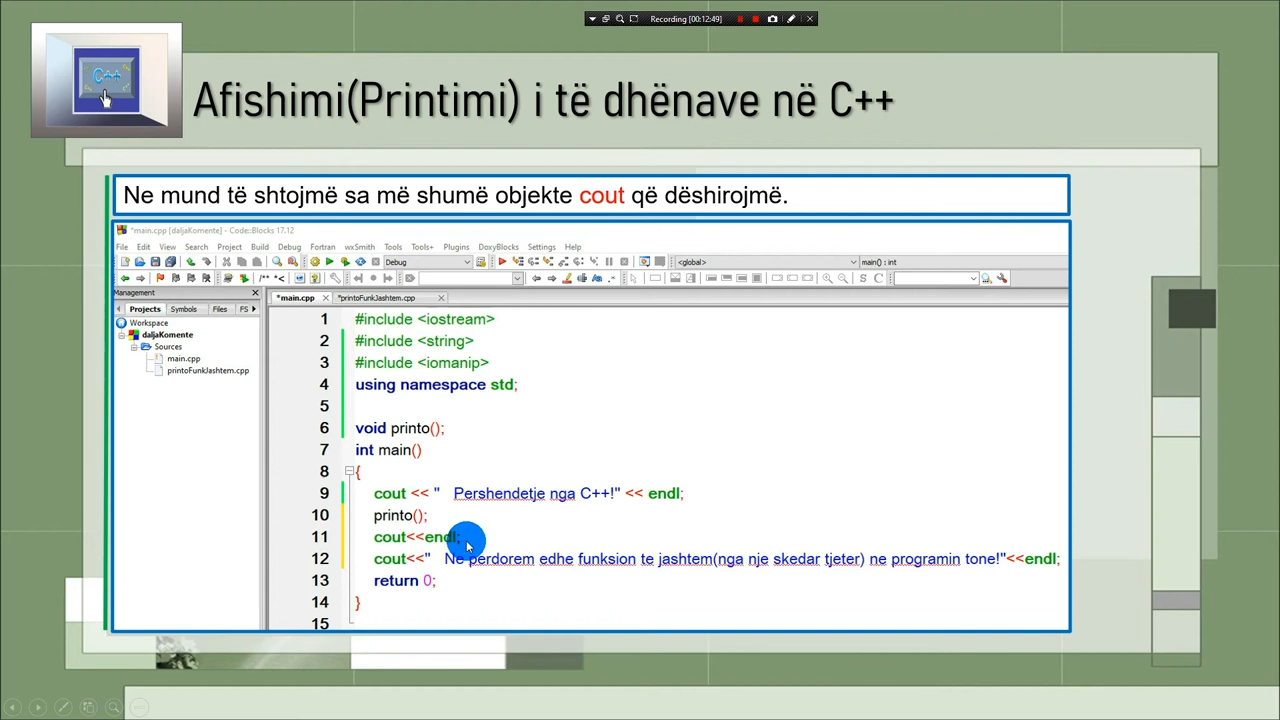 Recording [00:12:49]
C++
Afishimi(Printimi) i të dhënave në C++
Ne mund të shtojmë sa më shumë objekte cout që dëshirojmë.
*main.cpp [daljaKomente] - Code::Blocks 17.12
File Edit View Search Project Build Debug Fortran wxSmith Tools Tools+ Plugins DoxyBlocks Settings Help
Debug <global> main() : int
/** *<
Management *main.cpp *printoFunkJashtem.cpp
Projects Symbols Files FS
Workspace
daljaKomente
Sources
main.cpp
printoFunkJashtem.cpp
1 #include <iostream>
2 #include <string>
3 #include <iomanip>
4 using namespace std;
5
6 void printo();
7 int main()
8 {
9 cout << "   Pershendetje nga C++!" << endl;
10 printo();
11 cout<<endl;
12 cout<<"   Ne perdorem edhe funksion te jashtem(nga nje skedar tjeter) ne programin tone!"<<endl;
13 return 0;
14 }
15